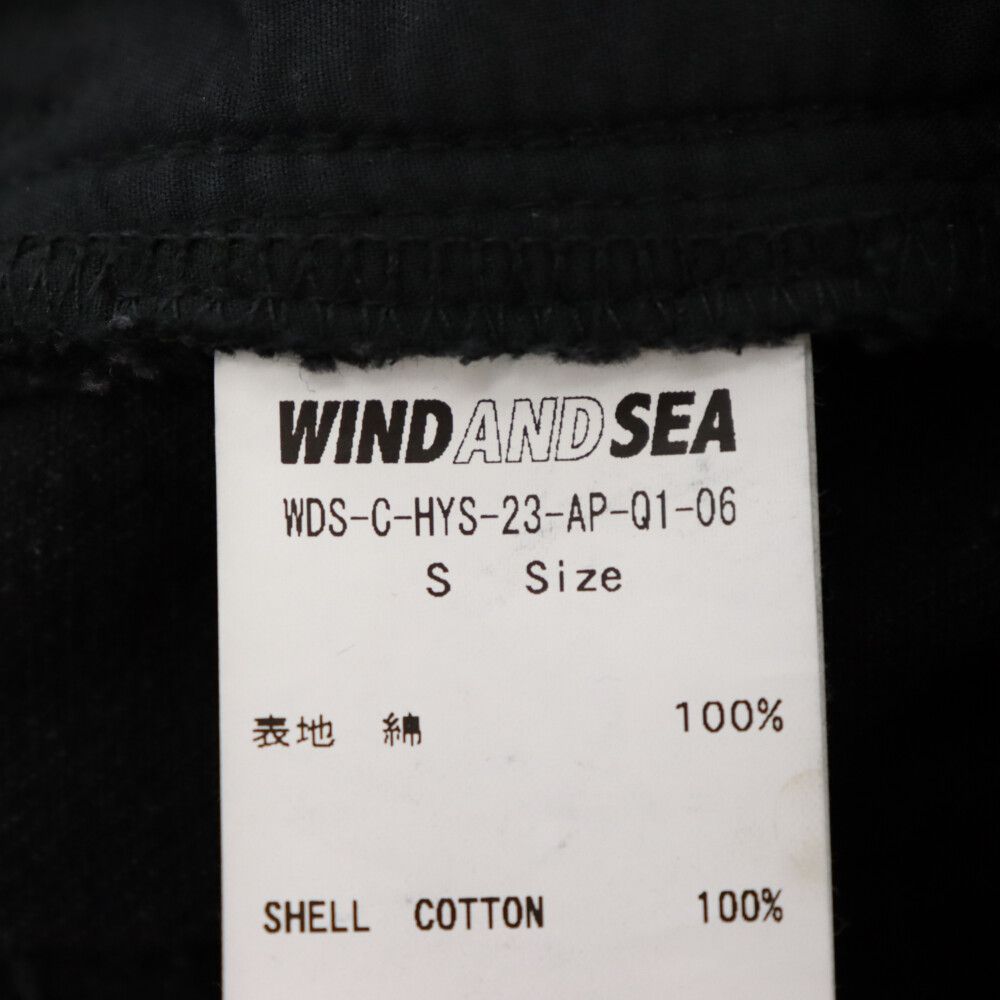 WINDANDSEA
WDS-C-HYS-23-AP-Q1-06
S Size
表地 綿 100%
SHELL COTTON 100%